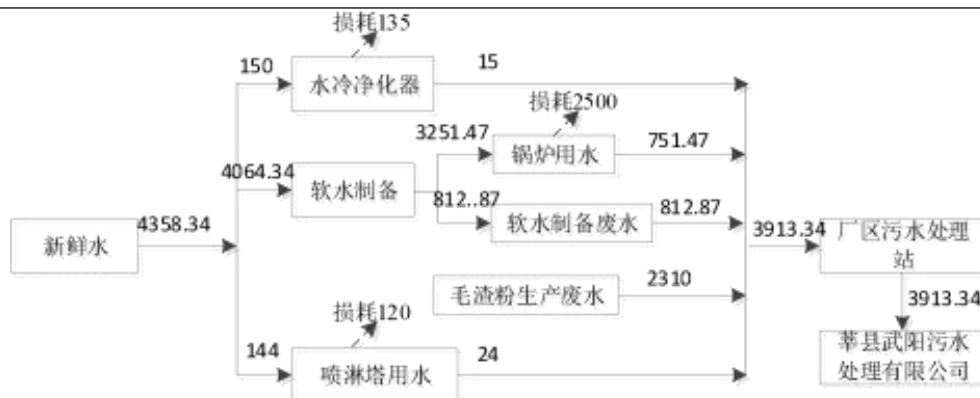 损耗135
150
水冷净化器
15
损耗2500
3251.47
锅炉用水
751.47
4064.34
软水制备
812..87
软水制备废水
812.87
新鲜水
4358.34
3913.34
厂区污水处理
站
毛渣粉生产废水
2310
3913.34
损耗120
144
喷淋塔用水
24
莘县武阳污水
处理有限公司